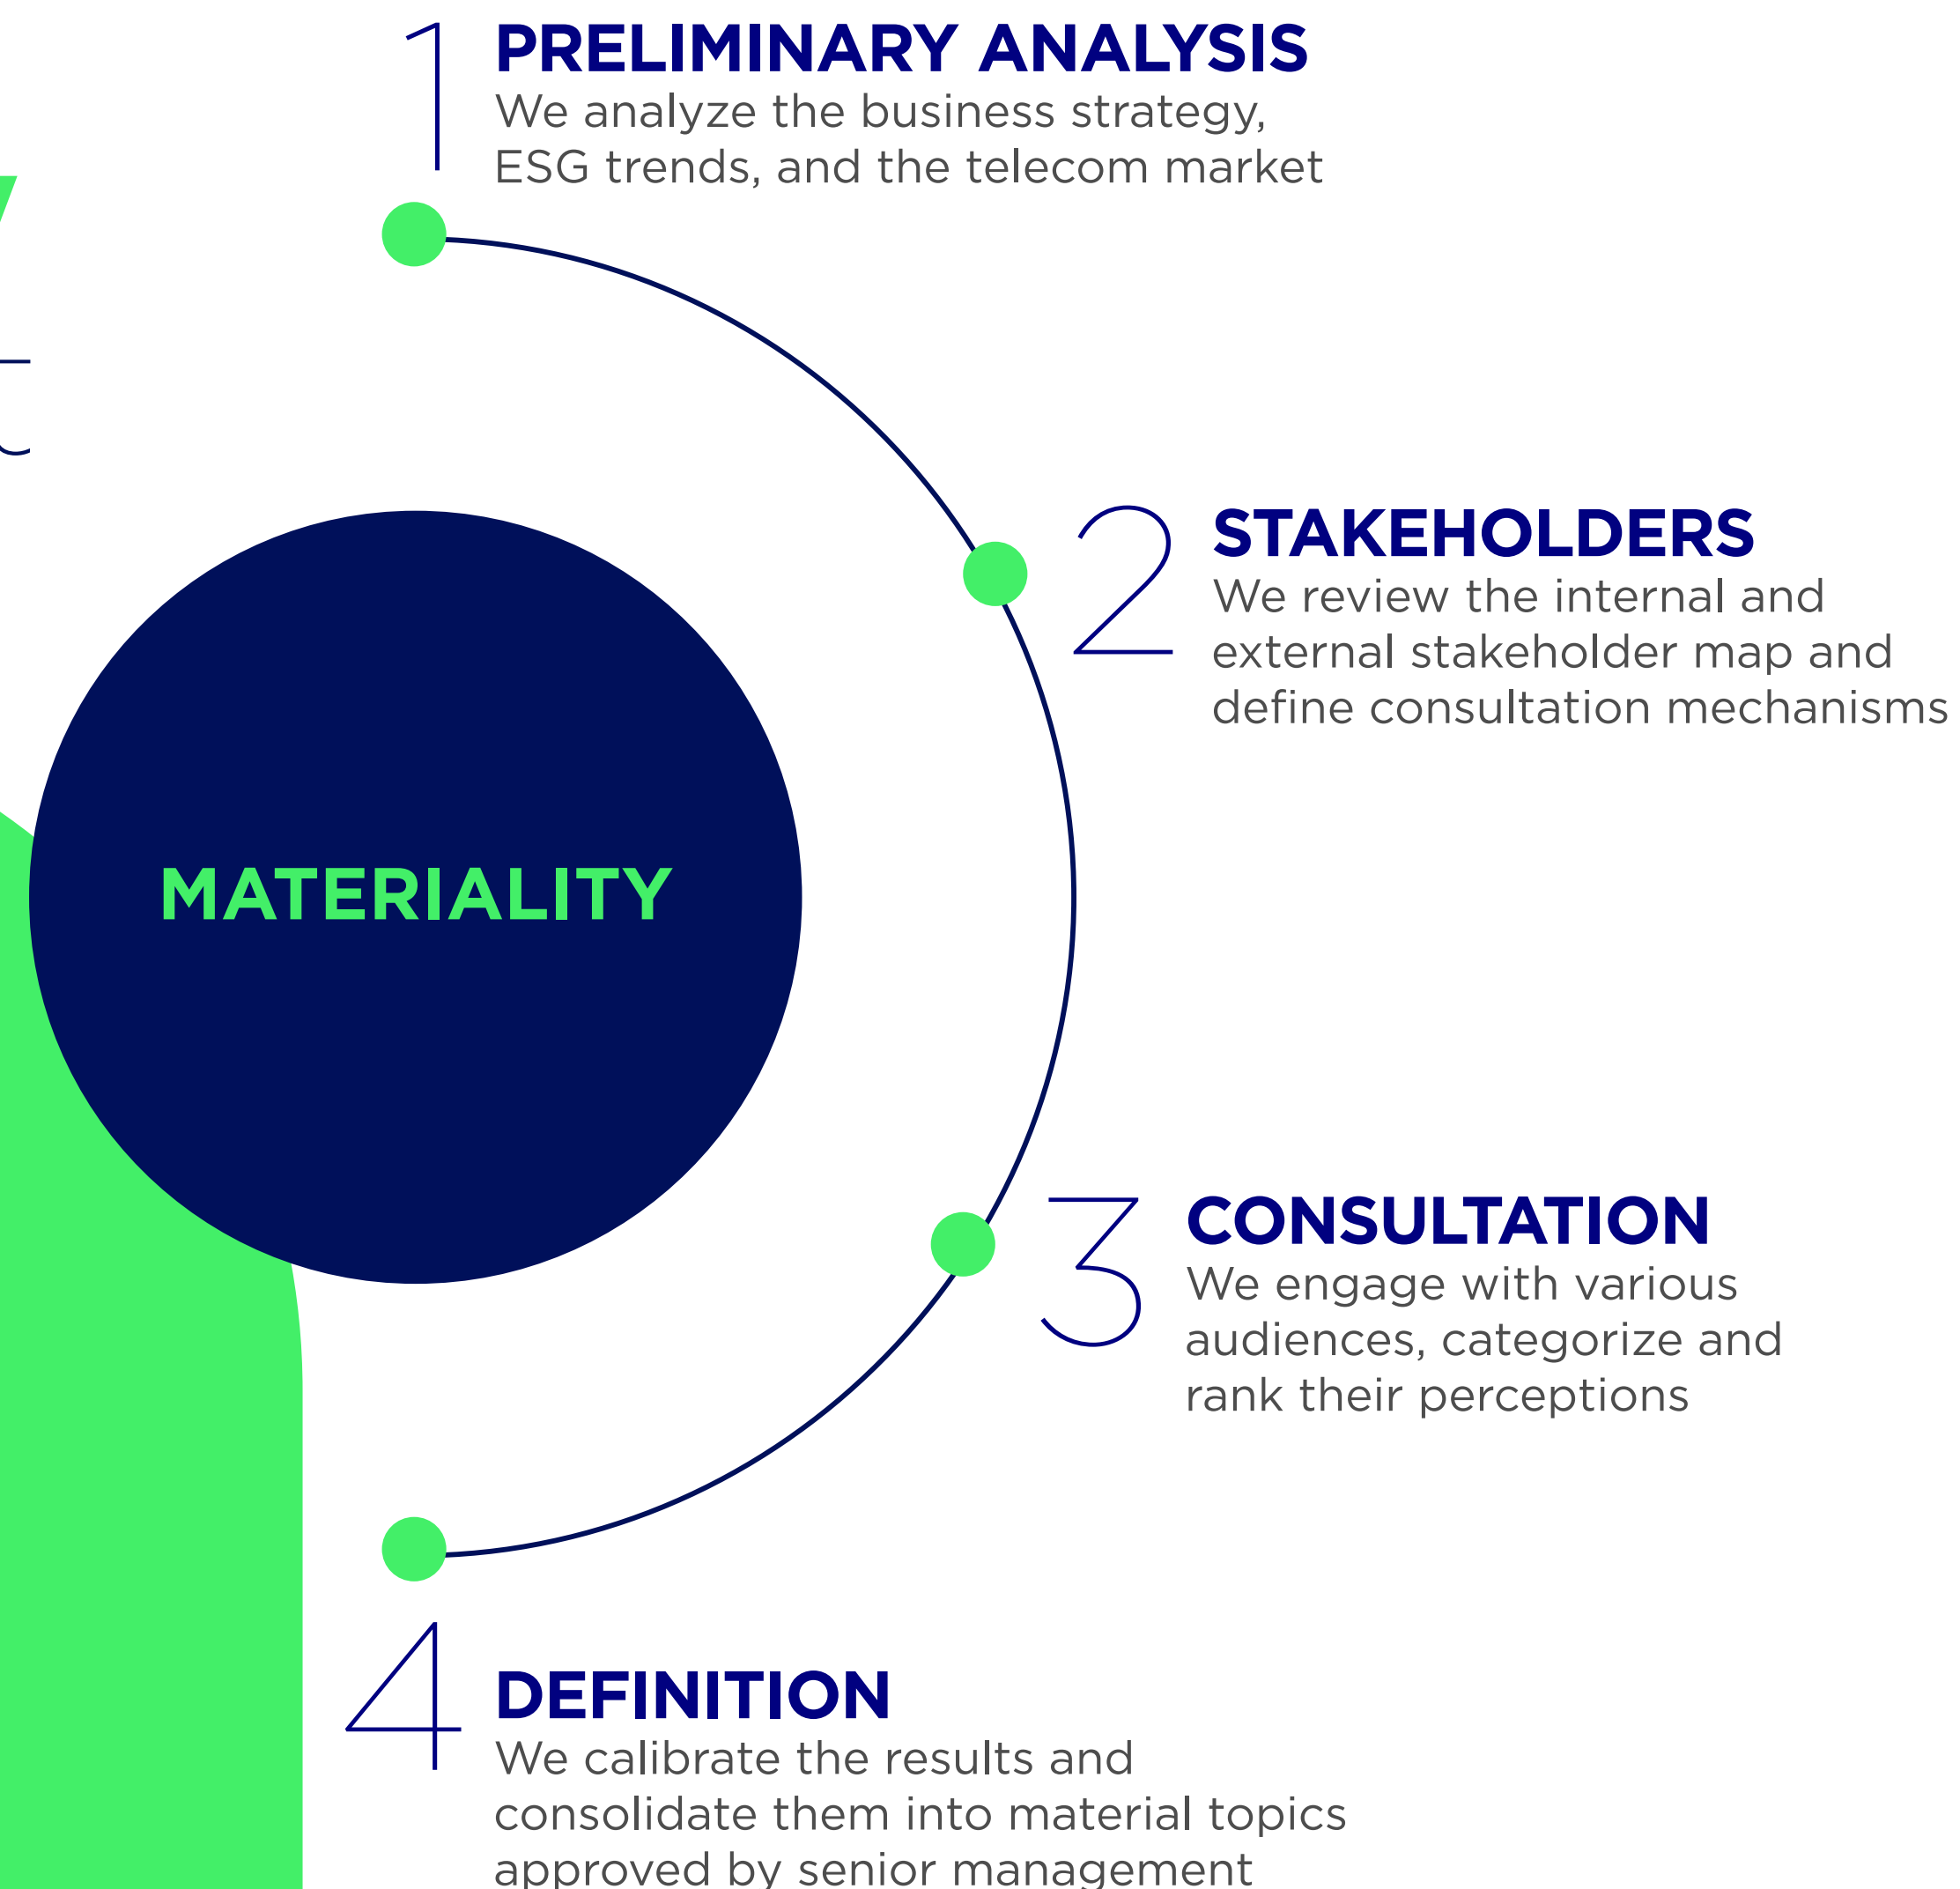 1
PRELIMINARY ANALYSIS
We analyze the business strategy,
ESG trends, and the telecom market
2
STAKEHOLDERS
We review the internal and
external stakeholder map and
define consultation mechanisms
MATERIALITY
3
CONSULTATION
We engage with various
audiences, categorize and
rank their perceptions
4
DEFINITION
We calibrate the results and
consolidate them into material topics
approved by senior management